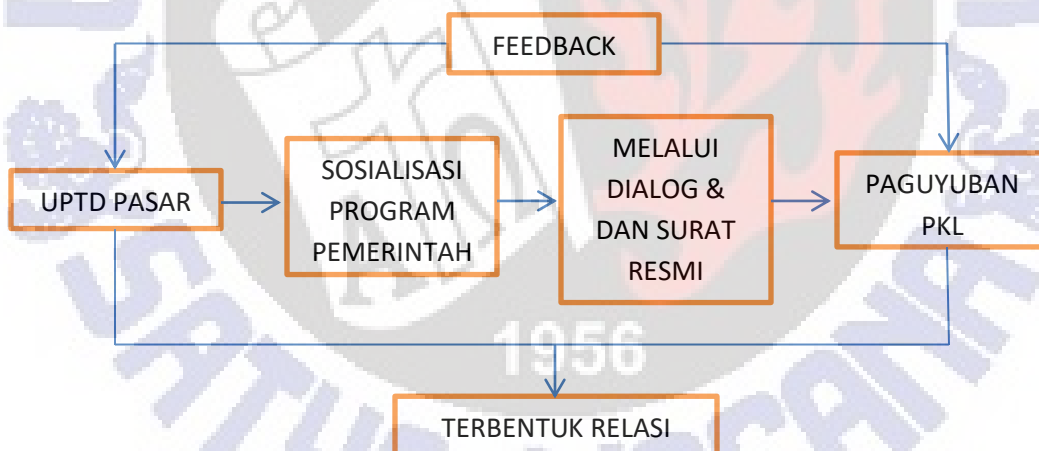 FEEDBACK
UPTD PASAR
SOSIALISASI
PROGRAM
PEMERINTAH
MELALUI
DIALOG &
DAN SURAT
RESMI
PAGUYUBAN
PKL
1956
TERBENTUK RELASI